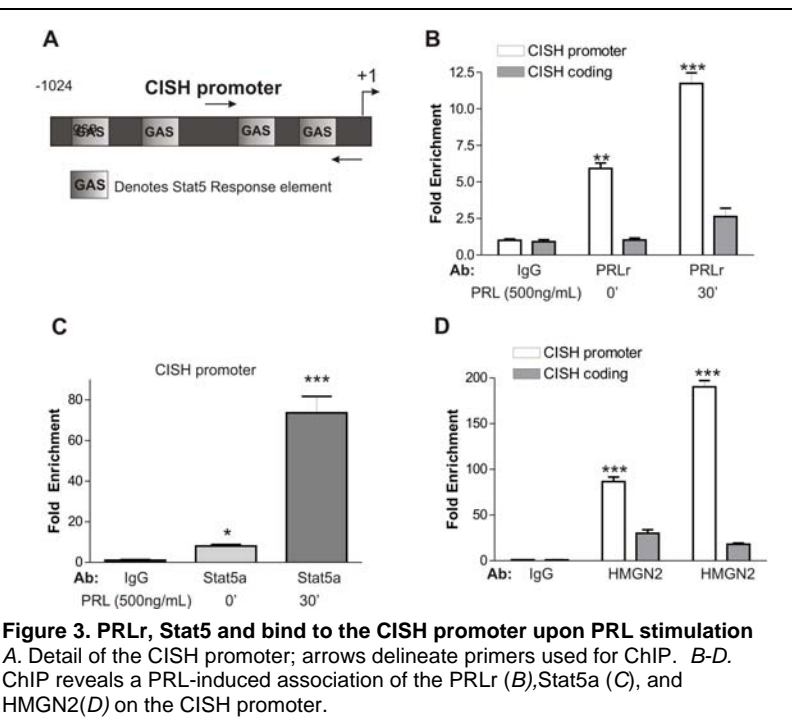 A
-1024
CISH promoter
+1
GAS
GAS
GAS
GAS
GAS Denotes Stat5 Response element
B
CISH promoter
CISH coding
***
12.5
10.0
**
7.5
5.0
2.5
0.0
Fold Enrichment
Ab: IgG PRLr PRLr
PRL (500ng/mL) 0' 30'
C
CISH promoter
***
80
60
40
20
*
0
Fold Enrichment
Ab: IgG Stat5a Stat5a
PRL (500ng/mL) 0' 30'
D
CISH promoter
CISH coding
***
200
150
100
***
50
0
Fold Enrichment
Ab: IgG HMGN2 HMGN2
Figure 3. PRLr, Stat5 and bind to the CISH promoter upon PRL stimulation
A. Detail of the CISH promoter; arrows delineate primers used for ChIP. B-D.
ChIP reveals a PRL-induced association of the PRLr (B),Stat5a (C), and
HMGN2(D) on the CISH promoter.